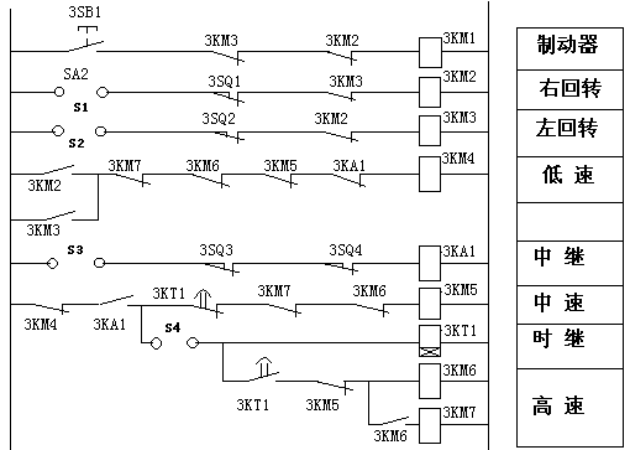 3SB1
3KM3 3KM2 3KM1 制动器
SA2 3SQ1 3KM3 3KM2 右回转
S1
3SQ2 3KM2 3KM3 左回转
S2
3KM7 3KM6 3KM5 3KA1 3KM4 低 速
3KM2
3KM3
S3 3SQ3 3SQ4 3KA1 中 继
3KT1 3KM7 3KM6 3KM5 中 速
3KM4 3KA1
S4 3KT1 时 继
3KM6
3KT1 3KM5 高 速
3KM7
3KM6